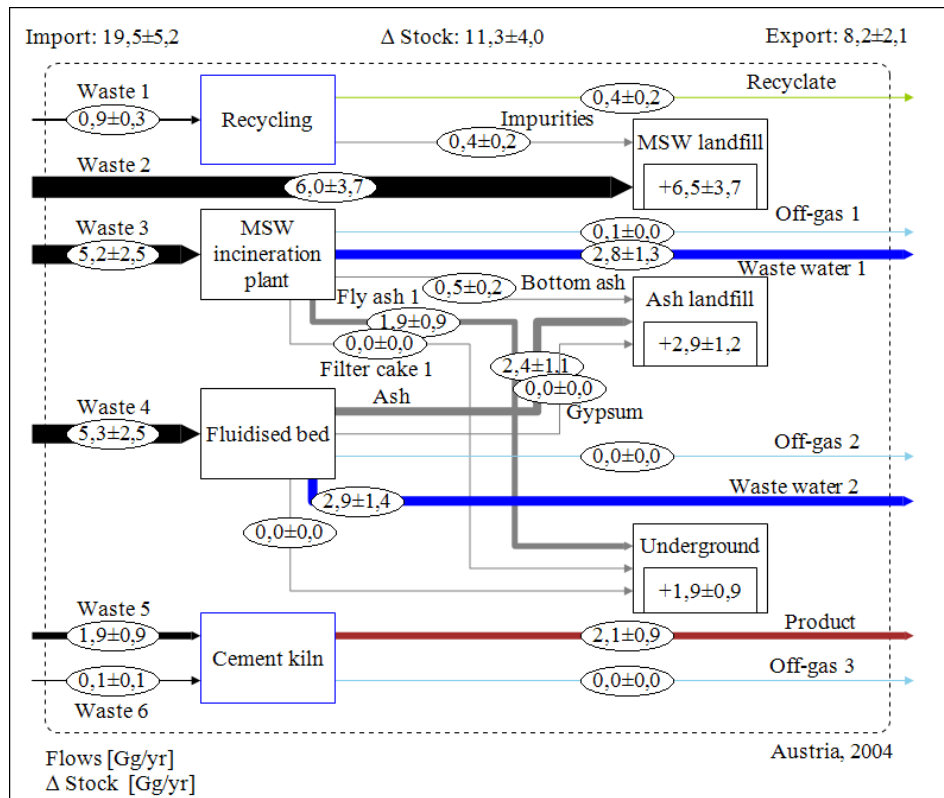 Import: 19,5±5,2
Δ Stock: 11,3±4,0
Export: 8,2±2,1
Waste 1
0,9±0,3
Recycling
0,4±0,2
Recyclate
Impurities
0,4±0,2
MSW landfill
+6,5±3,7
Waste 2
6,0±3,7
Waste 3
5,2±2,5
MSW
incineration
plant
Off-gas 1
0,1±0,0
2,8±1,3
Waste water 1
0,5±0,2
Bottom ash
Fly ash 1
1,9±0,9
0,0±0,0
Filter cake 1
Ash landfill
+2,9±1,2
2,4±1,1
0,0±0,0
Ash
Gypsum
Waste 4
5,3±2,5
Fluidised bed
Off-gas 2
0,0±0,0
Waste water 2
2,9±1,4
0,0±0,0
Underground
+1,9±0,9
Waste 5
1,9±0,9
Cement kiln
Product
2,1±0,9
0,1±0,1
Waste 6
Off-gas 3
0,0±0,0
Flows [Gg/yr]
Δ Stock [Gg/yr]
Austria, 2004